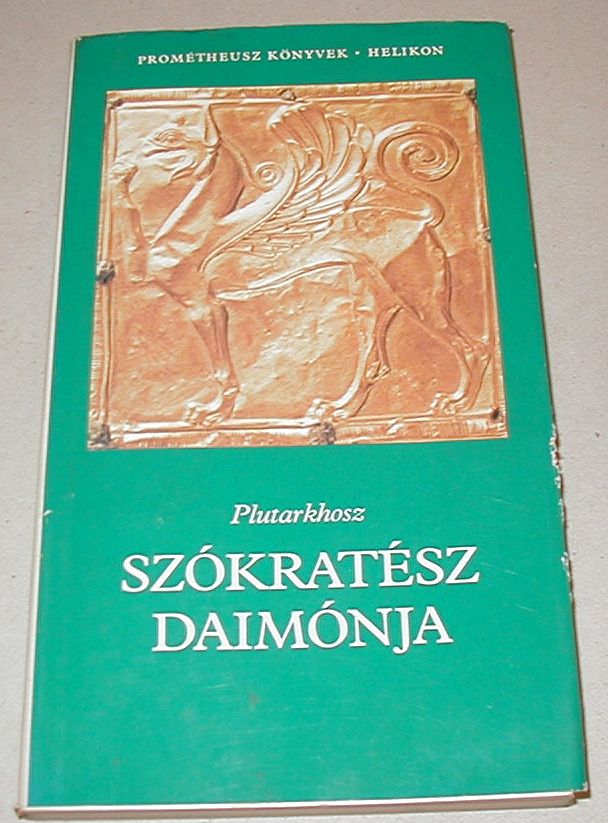 PROMÉTHEUSZ KÖNYVEK • HELIKON
Plutarkhosz
SZÓKRATÉSZ
DAIMÓNJA